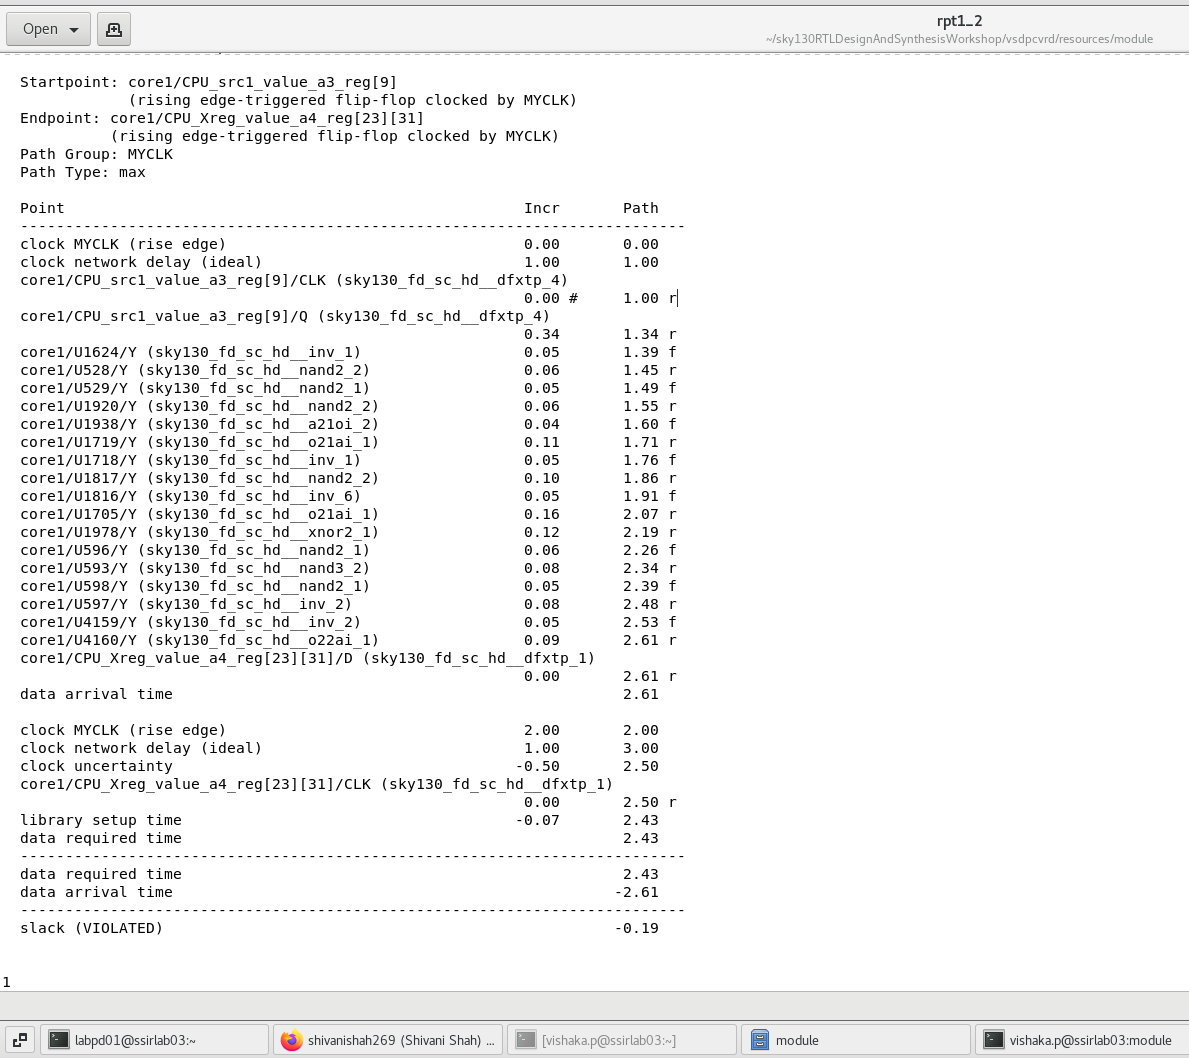 Open
rpt1_2
~/sky130RTLDesignAndSynthesisWorkshop/vsdpcvrd/resources/module
Startpoint: core1/CPU_src1_value_a3_reg[9]
(rising edge-triggered flip-flop clocked by MYCLK)
Endpoint: core1/CPU_Xreg_value_a4_reg[23][31]
(rising edge-triggered flip-flop clocked by MYCLK)
Path Group: MYCLK
Path Type: max
Point Incr Path
---------------------------------------------------------------------------
clock MYCLK (rise edge) 0.00 0.00
clock network delay (ideal) 1.00 1.00
core1/CPU_src1_value_a3_reg[9]/CLK (sky130_fd_sc_hd__dfxtp_4)
0.00 # 1.00 r
core1/CPU_src1_value_a3_reg[9]/Q (sky130_fd_sc_hd__dfxtp_4)
0.34 1.34 r
core1/U1624/Y (sky130_fd_sc_hd__inv_1) 0.05 1.39 f
core1/U528/Y (sky130_fd_sc_hd__nand2_2) 0.06 1.45 r
core1/U529/Y (sky130_fd_sc_hd__nand2_1) 0.05 1.49 f
core1/U1920/Y (sky130_fd_sc_hd__nand2_2) 0.06 1.55 r
core1/U1938/Y (sky130_fd_sc_hd__a21oi_2) 0.04 1.60 f
core1/U1719/Y (sky130_fd_sc_hd__o21ai_1) 0.11 1.71 r
core1/U1718/Y (sky130_fd_sc_hd__inv_1) 0.05 1.76 f
core1/U1817/Y (sky130_fd_sc_hd__nand2_2) 0.10 1.86 r
core1/U1816/Y (sky130_fd_sc_hd__inv_6) 0.05 1.91 f
core1/U1705/Y (sky130_fd_sc_hd__o21ai_1) 0.16 2.07 r
core1/U1978/Y (sky130_fd_sc_hd__xnor2_1) 0.12 2.19 r
core1/U596/Y (sky130_fd_sc_hd__nand2_1) 0.06 2.26 f
core1/U593/Y (sky130_fd_sc_hd__nand3_2) 0.08 2.34 r
core1/U598/Y (sky130_fd_sc_hd__nand2_1) 0.05 2.39 f
core1/U597/Y (sky130_fd_sc_hd__inv_2) 0.08 2.48 r
core1/U4159/Y (sky130_fd_sc_hd__inv_2) 0.05 2.53 f
core1/U4160/Y (sky130_fd_sc_hd__o22ai_1) 0.09 2.61 r
core1/CPU_Xreg_value_a4_reg[23][31]/D (sky130_fd_sc_hd__dfxtp_1)
0.00 2.61 r
data arrival time 2.61
clock MYCLK (rise edge) 2.00 2.00
clock network delay (ideal) 1.00 3.00
clock uncertainty -0.50 2.50
core1/CPU_Xreg_value_a4_reg[23][31]/CLK (sky130_fd_sc_hd__dfxtp_1)
0.00 2.50 r
library setup time -0.07 2.43
data required time 2.43
---------------------------------------------------------------------------
data required time 2.43
data arrival time -2.61
---------------------------------------------------------------------------
slack (VIOLATED) -0.19
1
labpd01@ssirlab03:~
shivanishah269 (Shivani Shah) ...
[vishaka.p@ssirlab03:~]
module
vishaka.p@ssirlab03:module